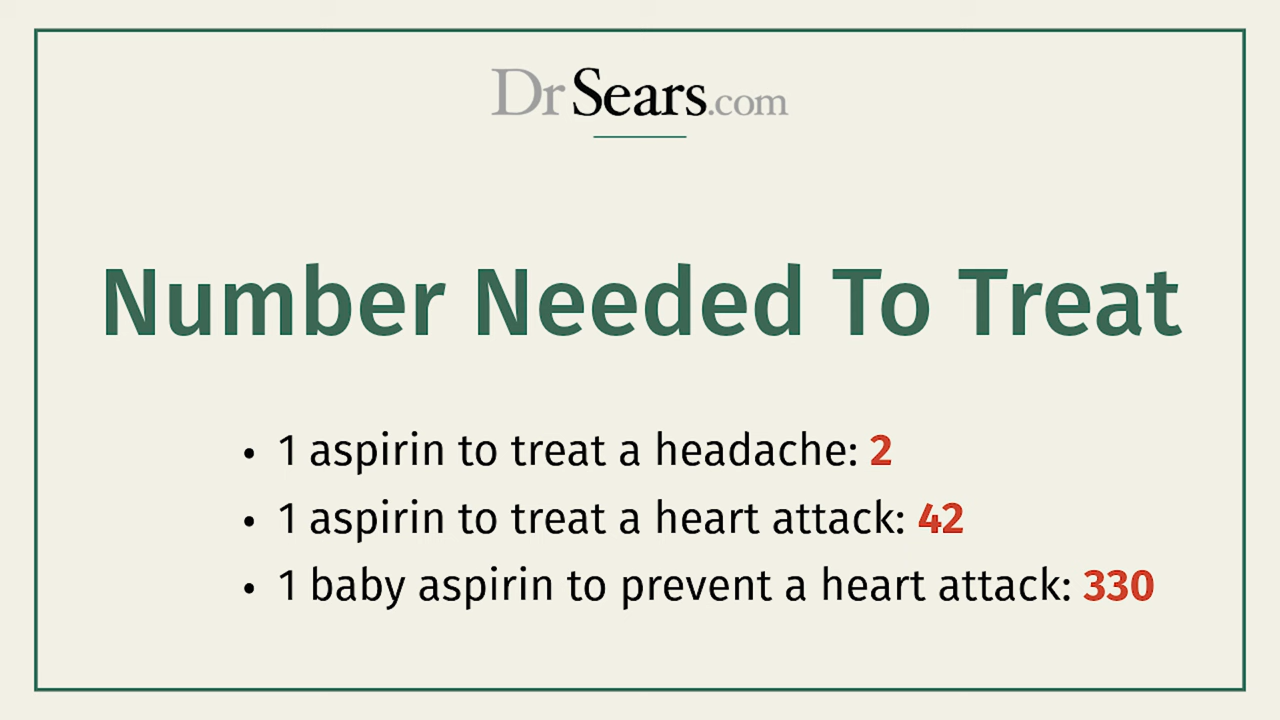 DrSears.com
Number Needed To Treat
• 1 aspirin to treat a headache: 2
• 1 aspirin to treat a heart attack: 42
• 1 baby aspirin to prevent a heart attack: 330